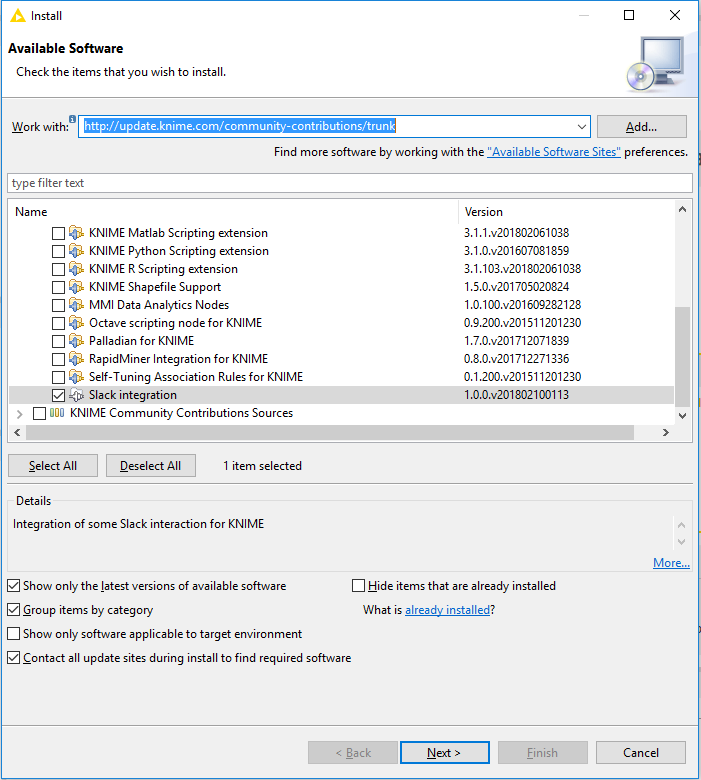 Install
Available Software
Check the items that you wish to install.
Work with: http://update.knime.com/community-contributions/trunk Add...
Find more software by working with the "Available Software Sites" preferences.
type filter text
Name Version
KNIME Matlab Scripting extension 3.1.1.v201802061038
KNIME Python Scripting extension 3.1.0.v201607081859
KNIME R Scripting extension 3.1.103.v201802061038
KNIME Shapefile Support 1.5.0.v201705020824
MMI Data Analytics Nodes 1.0.100.v201609282128
Octave scripting node for KNIME 0.9.200.v201511201230
Palladian for KNIME 1.7.0.v201712071839
RapidMiner Integration for KNIME 0.8.0.v201712271336
Self-Tuning Association Rules for KNIME 0.1.200.v201511201230
Slack integration 1.0.0.v201802100113
KNIME Community Contributions Sources
Select All Deselect All 1 item selected
Details
Integration of some Slack interaction for KNIME
More...
Show only the latest versions of available software Hide items that are already installed
Group items by category What is already installed?
Show only software applicable to target environment
Contact all update sites during install to find required software
< Back Next > Finish Cancel